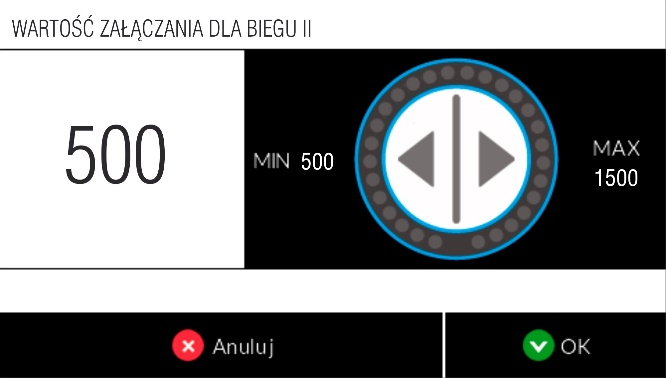 WARTOŚĆ ZAŁĄCZANIA DLA BIEGU II
500
MIN 500
MAX
1500
Anuluj
OK